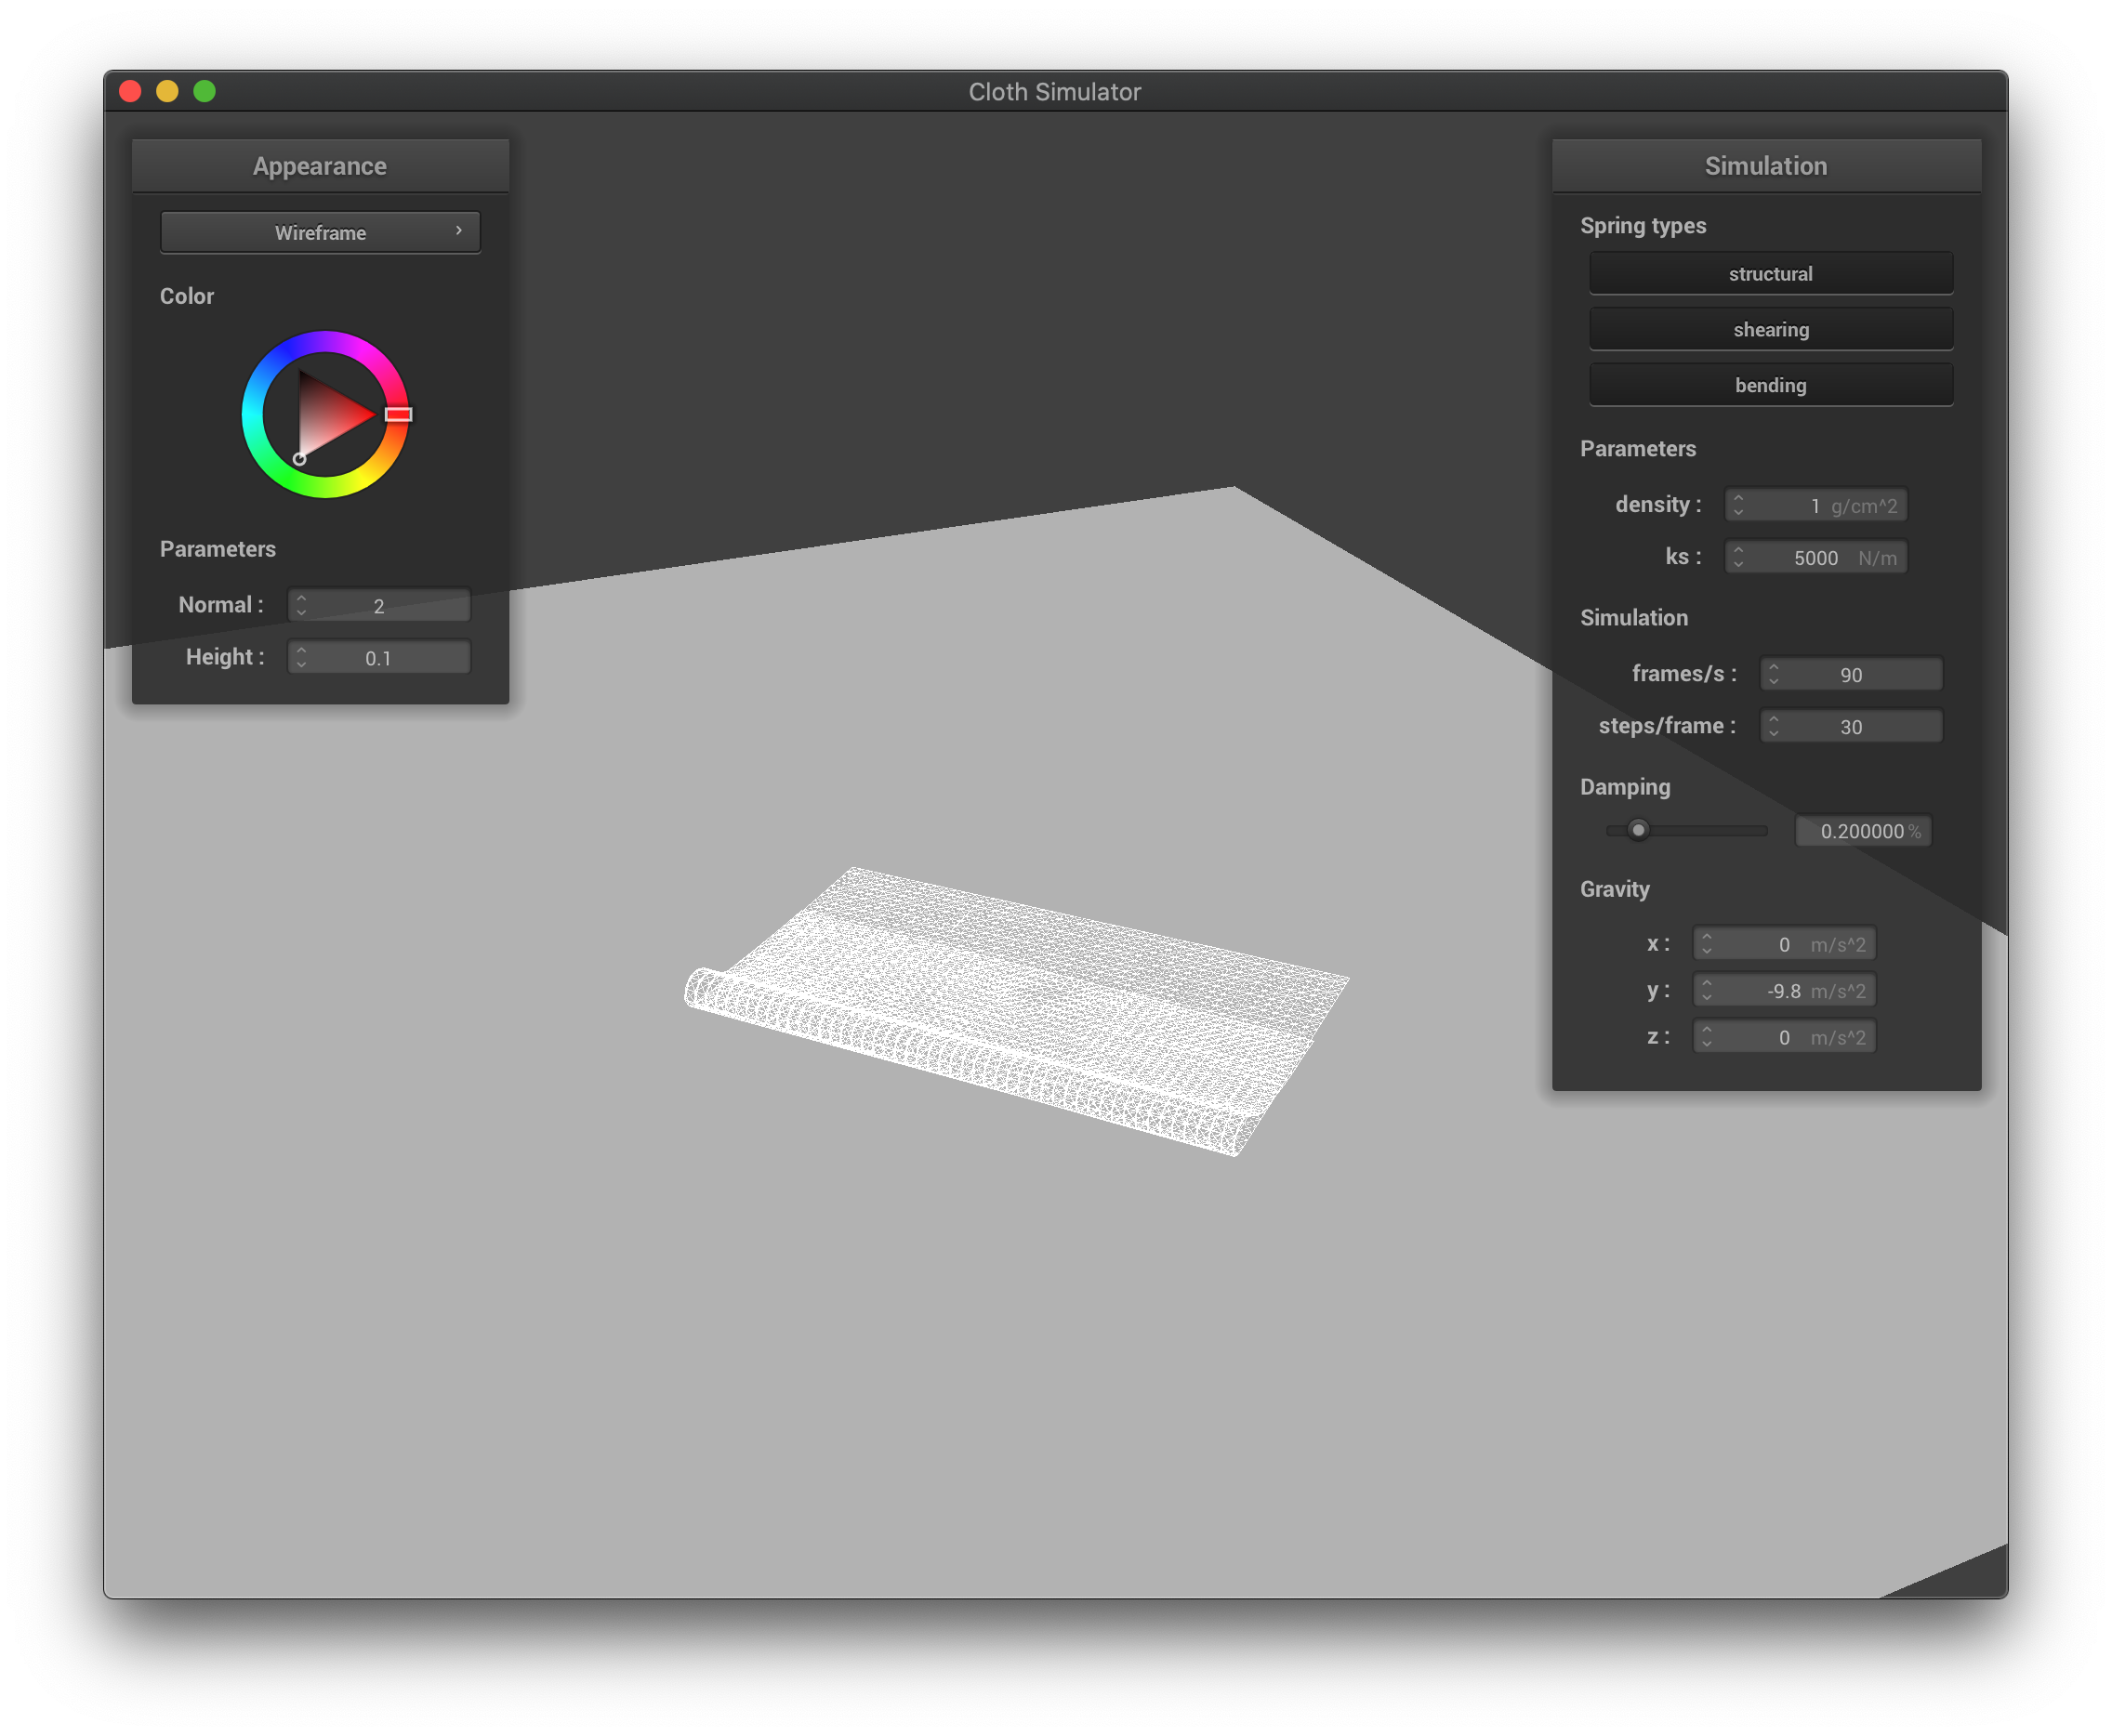 Cloth Simulator
Appearance
Wireframe
Color
Parameters
Normal : 2
Height : 0.1
Simulation
Spring types
structural
shearing
bending
Parameters
density : 1 g/cm^2
ks : 5000 N/m
Simulation
frames/s : 90
steps/frame : 30
Damping
0.200000 %
Gravity
x : 0 m/s^2
y : -9.8 m/s^2
z : 0 m/s^2